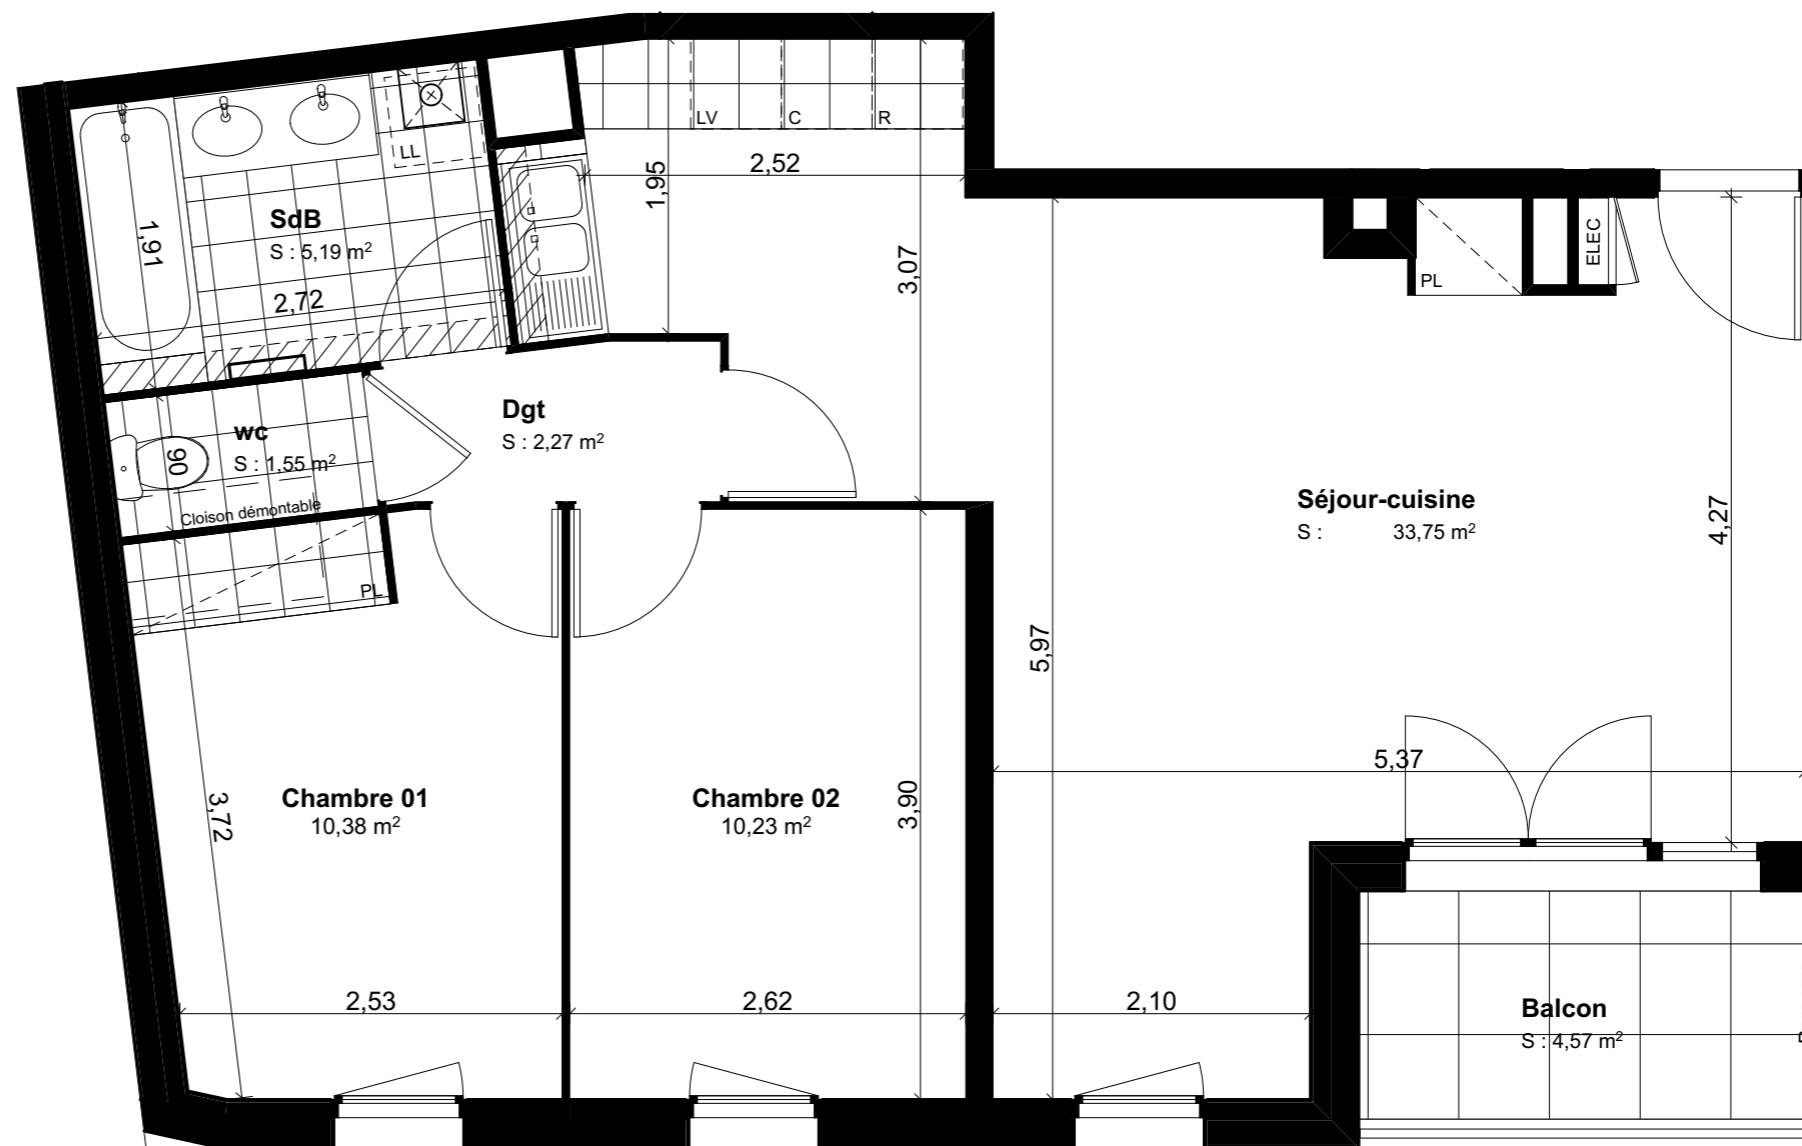 LV
C
R
LL
2,52
1,95
SdB
S : 5,19 m²
1,91
2,72
3,07
ELEC
PL
Dgt
S : 2,27 m²
wc
S : 1,55 m²
90
Cloison démontable
PL
Séjour-cuisine
S : 33,75 m²
4,27
5,97
5,37
Chambre 01
10,38 m²
3,72
Chambre 02
10,23 m²
3,90
2,53
2,62
2,10
Balcon
S : 4,57 m²